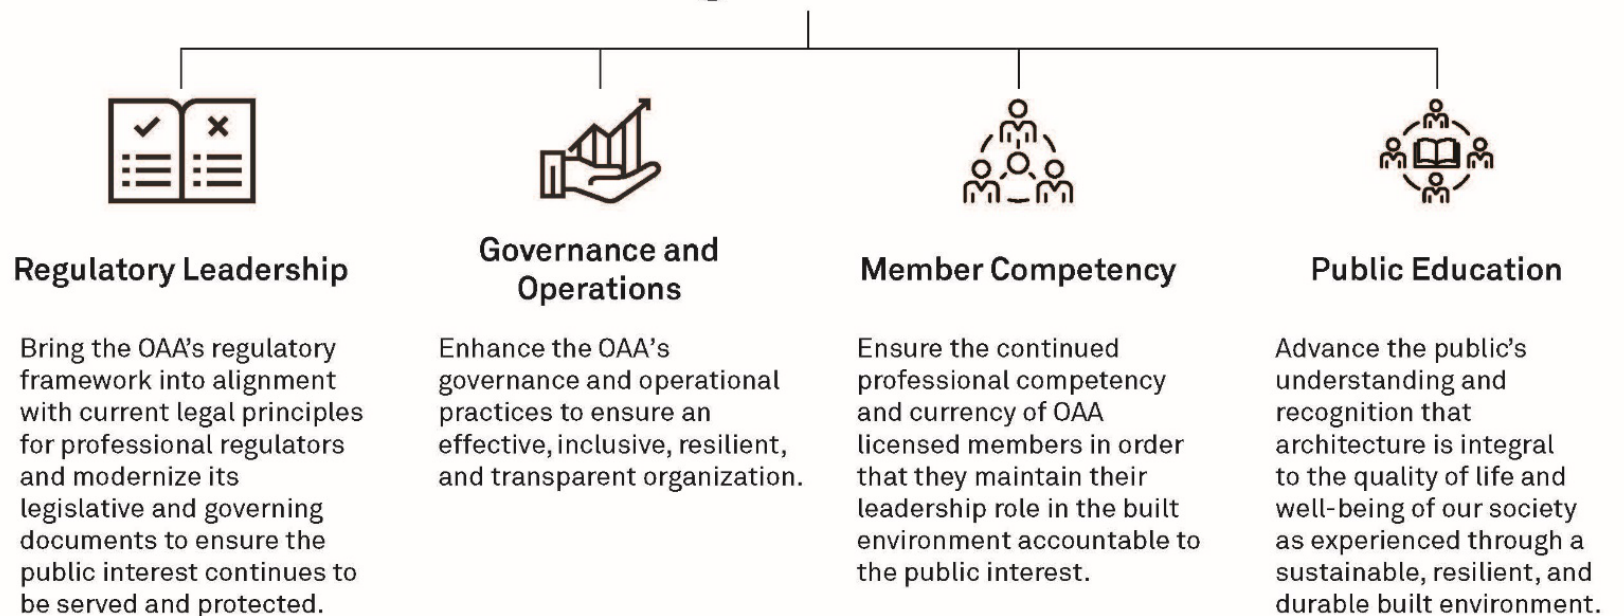 Regulatory Leadership
Bring the OAA's regulatory
framework into alignment
with current legal principles
for professional regulators
and modernize its
legislative and governing
documents to ensure the
public interest continues to
be served and protected.
Governance and
Operations
Enhance the OAA's
governance and operational
practices to ensure an
effective, inclusive, resilient,
and transparent organization.
Member Competency
Ensure the continued
professional competency
and currency of OAA
licensed members in order
that they maintain their
leadership role in the built
environment accountable to
the public interest.
Public Education
Advance the public's
understanding and
recognition that
architecture is integral
to the quality of life and
well-being of our society
as experienced through a
sustainable, resilient, and
durable built environment.